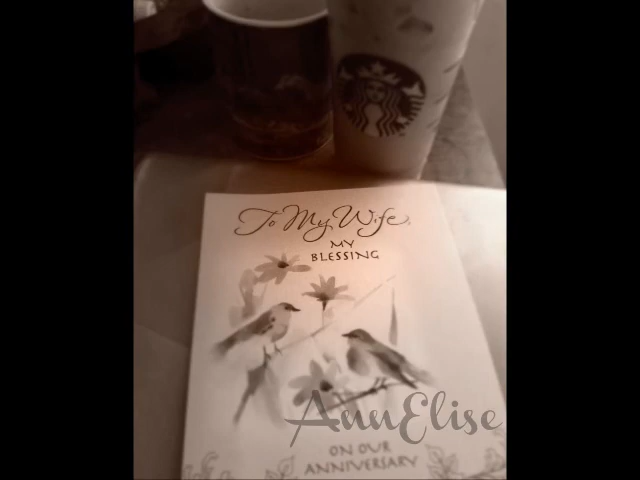 To My Wife,
MY
BLESSING
AnnElise
ON OUR
ANNIVERSARY